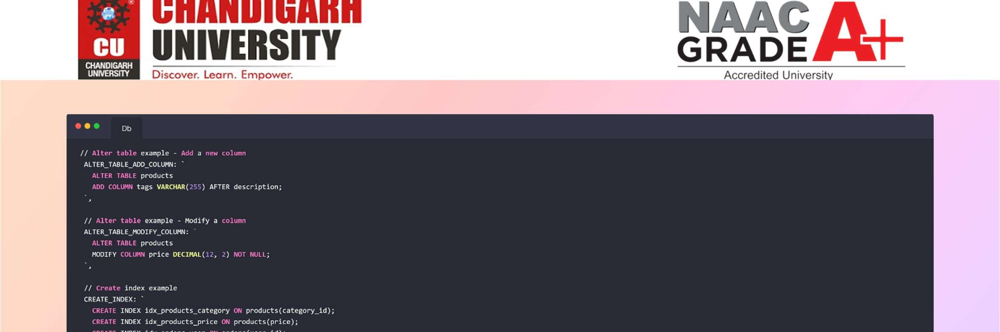 CHANDIGARH
UNIVERSITY
Discover. Learn. Empower.
®
CU
CHANDIGARH
UNIVERSITY
NAAC
GRADE A+
Accredited University
Db
// Alter table example - Add a new column
ALTER_TABLE_ADD_COLUMN: `
ALTER TABLE products
ADD COLUMN tags VARCHAR(255) AFTER description;
`,
// Alter table example - Modify a column
ALTER_TABLE_MODIFY_COLUMN: `
ALTER TABLE products
MODIFY COLUMN price DECIMAL(12, 2) NOT NULL;
`,
// Create index example
CREATE_INDEX: `
CREATE INDEX idx_products_category ON products(category_id);
CREATE INDEX idx_products_price ON products(price);